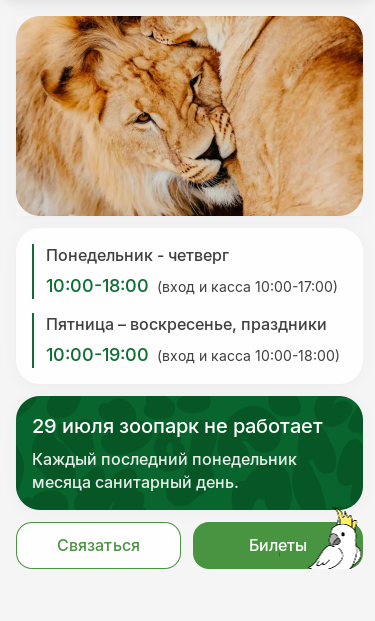 Понедельник - четверг
10:00-18:00 (вход и касса 10:00-17:00)
Пятница – воскресенье, праздники
10:00-19:00 (вход и касса 10:00-18:00)
29 июля зоопарк не работает
Каждый последний понедельник
месяца санитарный день.
Связаться
Билеты